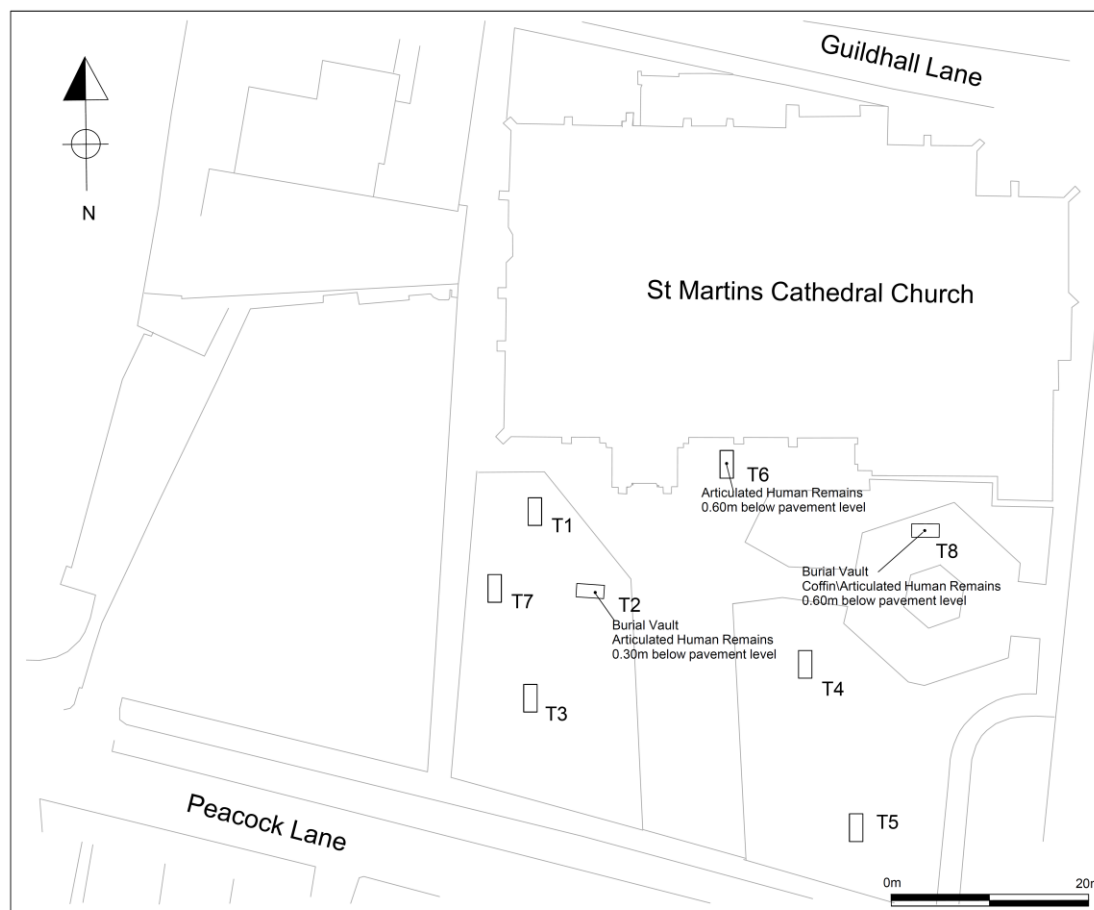 Guildhall Lane
N
St Martins Cathedral Church
T6
Articulated Human Remains
0.60m below pavement level
T1
T8
Burial Vault
Coffin\Articulated Human Remains
0.60m below pavement level
T7
T2
Burial Vault
Articulated Human Remains
0.30m below pavement level
T4
T3
Peacock Lane
T5
0m
20m